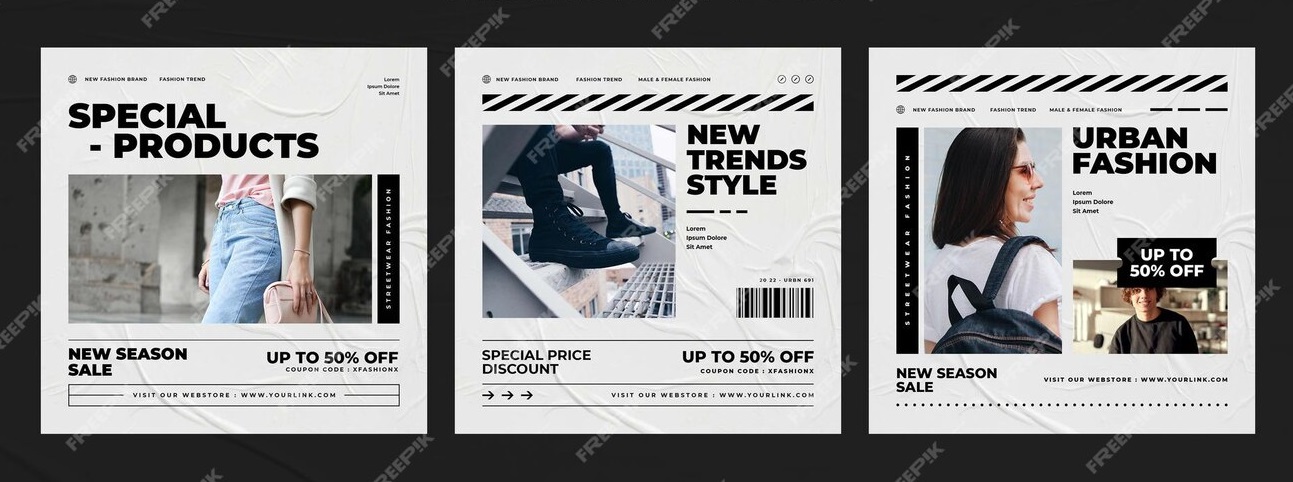 NEW FASHION BRAND FASHION TREND
Lorem
Ipsum Dolore
Sit Amet
SPECIAL
- PRODUCTS
STREETWEAR FASHION
NEW SEASON
SALE
UP TO 50% OFF
COUPON CODE : XFASHIONX
VISIT OUR WEBSTORE : WWW.YOURLINK.COM
NEW FASHION BRAND FASHION TREND MALE & FEMALE FASHION
NEW
TRENDS
STYLE
Lorem
Ipsum Dolore
Sit Amet
20 22 - URBN 691
SPECIAL PRICE
DISCOUNT
UP TO 50% OFF
COUPON CODE : XFASHIONX
VISIT OUR WEBSTORE : WWW.YOURLINK.COM
NEW FASHION BRAND FASHION TREND MALE & FEMALE FASHION
STREETWEAR FASHION
URBAN
FASHION
Lorem
Ipsum Dolore
Sit Amet
UP TO
50% OFF
NEW SEASON
SALE
VISIT OUR WEBSTORE : WWW.YOURLINK.COM
FREEPIK